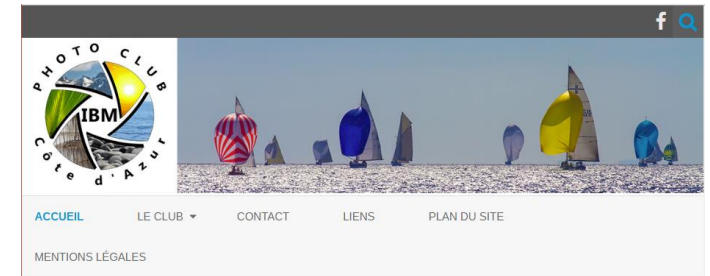 PHOTO CLUB
IBM
Côte d'Azur
ACCUEIL LE CLUB CONTACT LIENS PLAN DU SITE
MENTIONS LÉGALES